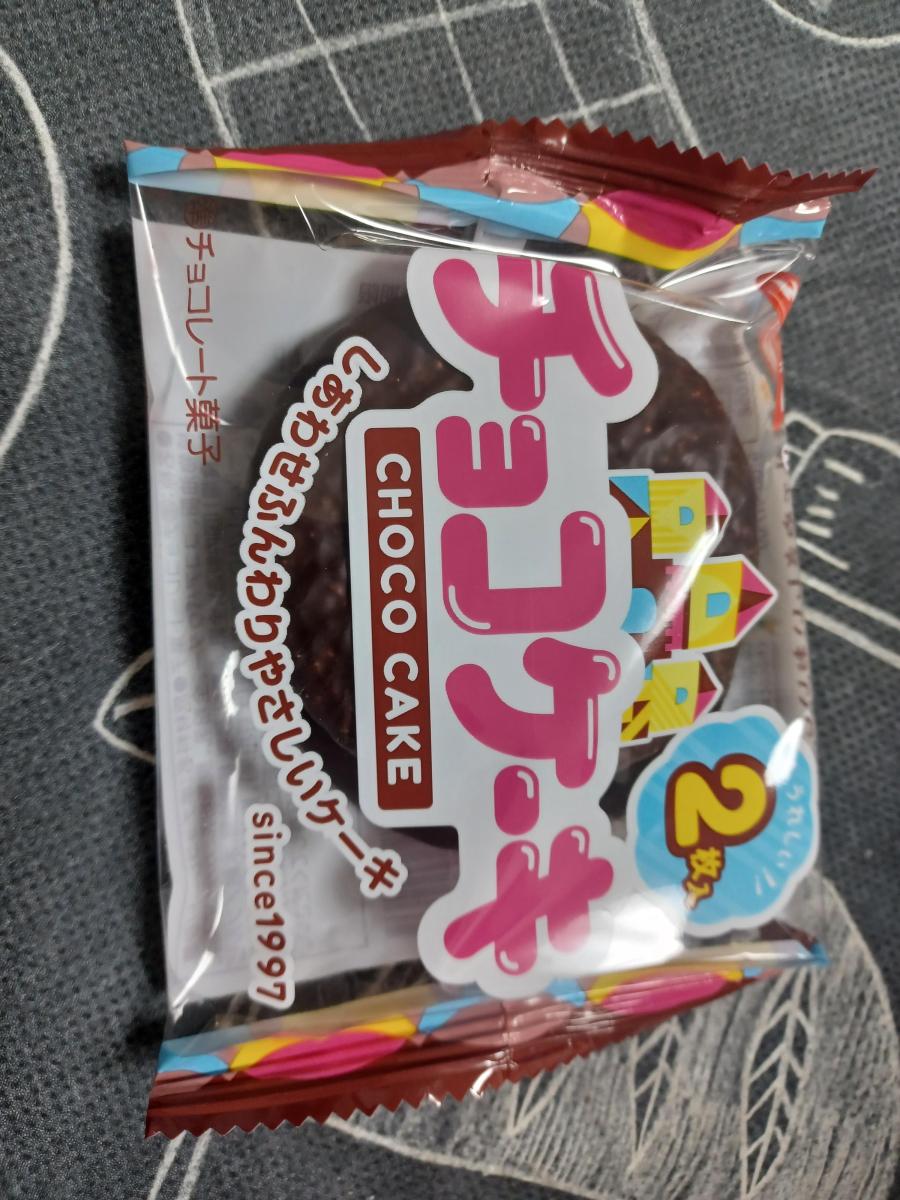 うれしい!!
2枚入
チョコケーキ
CHOCO CAKE
しあわせふんわりやさしいケーキ
since1997
準チョコレート菓子